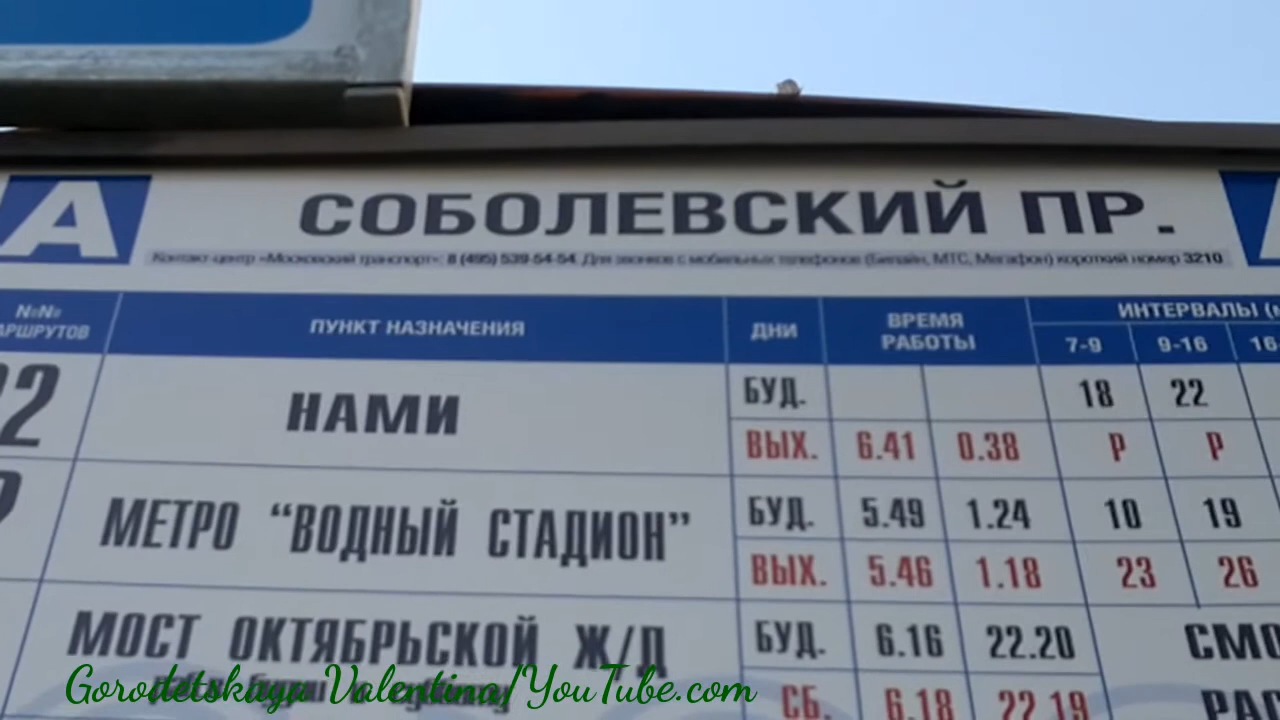 А СОБОЛЕВСКИЙ ПР.
Контакт-центр «Московский транспорт»: 8 (495) 539-54-54. Для звонков с мобильных телефонов (Билайн, МТС, Мегафон) короткий номер 3210
№№ ПУНКТ НАЗНАЧЕНИЯ ДНИ ВРЕМЯ РАБОТЫ ИНТЕРВАЛЫ
7-9 9-16 16-
НАМИ БУД. 18 22
ВЫХ. 6.41 0.38 Р Р
МЕТРО “ВОДНЫЙ СТАДИОН” БУД. 5.49 1.24 10 19
ВЫХ. 5.46 1.18 23 26
МОСТ ОКТЯБРЬСКОЙ Ж/Д БУД. 6.16 22.20
СБ. 6.18 22.19
Gorodetskaya Valentina/YouTube.com